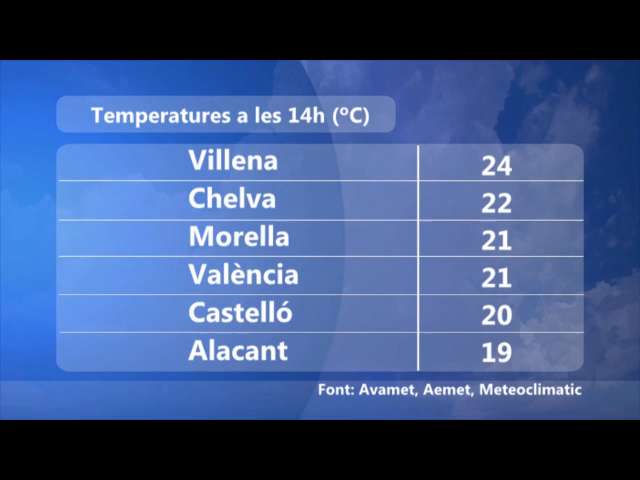 Temperatures a les 14h (ºC)
Villena 24
Chelva 22
Morella 21
València 21
Castelló 20
Alacant 19
Font: Avamet, Aemet, Meteoclimatic